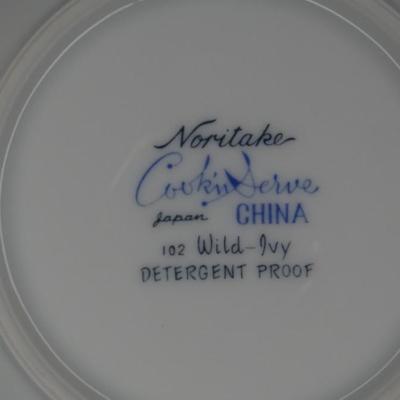 Noritake
Cook'n Serve
Japan CHINA
102 Wild-Ivy
DETERGENT PROOF